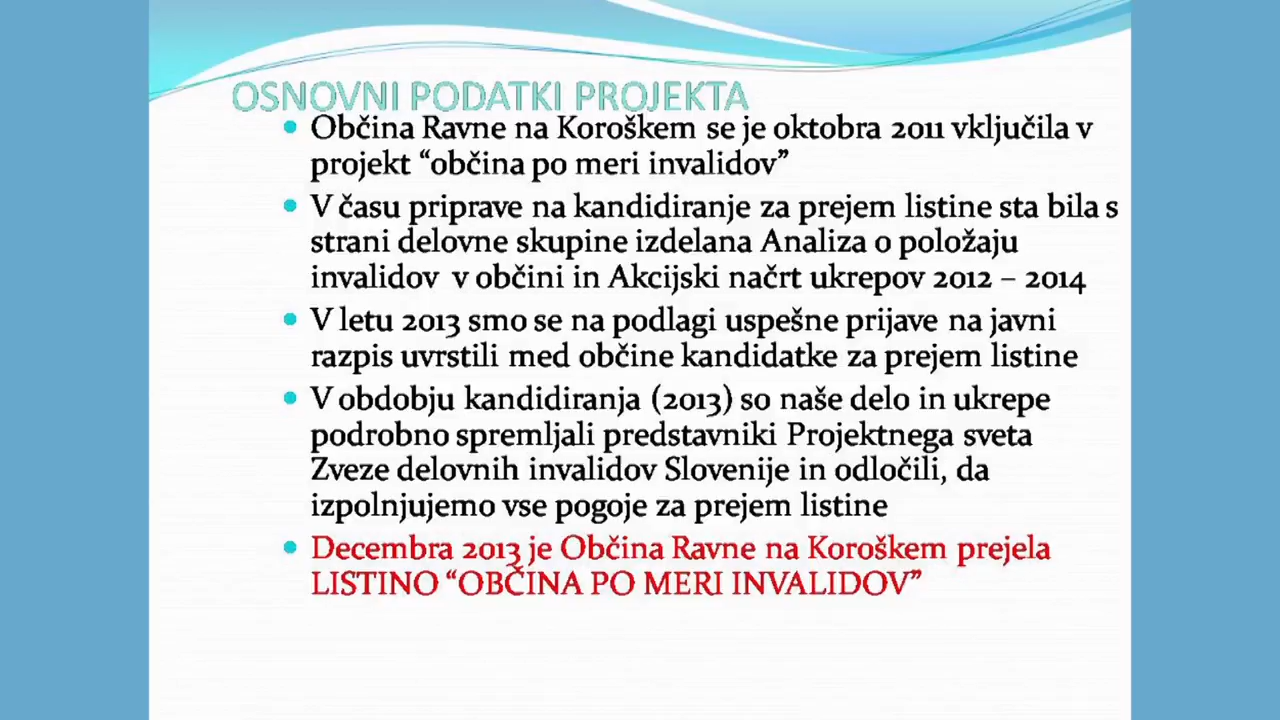 OSNOVNI PODATKI PROJEKTA
• Občina Ravne na Koroškem se je oktobra 2011 vključila v
projekt “občina po meri invalidov”
• V času priprave na kandidiranje za prejem listine sta bila s
strani delovne skupine izdelana Analiza o položaju
invalidov v občini in Akcijski načrt ukrepov 2012 – 2014
• V letu 2013 smo se na podlagi uspešne prijave na javni
razpis uvrstili med občine kandidatke za prejem listine
• V obdobju kandidiranja (2013) so naše delo in ukrepe
podrobno spremljali predstavniki Projektnega sveta
Zveze delovnih invalidov Slovenije in odločili, da
izpolnjujemo vse pogoje za prejem listine
• Decembra 2013 je Občina Ravne na Koroškem prejela
LISTINO “OBČINA PO MERI INVALIDOV”